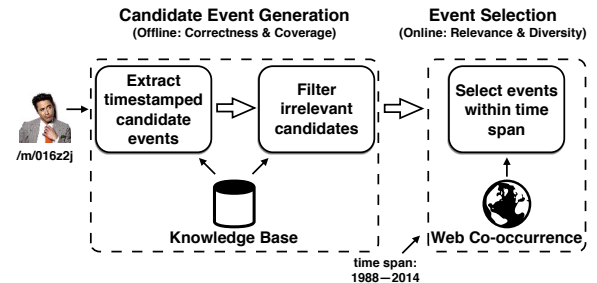 Candidate Event Generation
(Offline: Correctness & Coverage)
Event Selection
(Online: Relevance & Diversity)
Extract
timestamped
candidate
events
Filter
irrelevant
candidates
Select events
within time
span
/m/016z2j
Knowledge Base
Web Co-occurrence
time span:
1988—2014